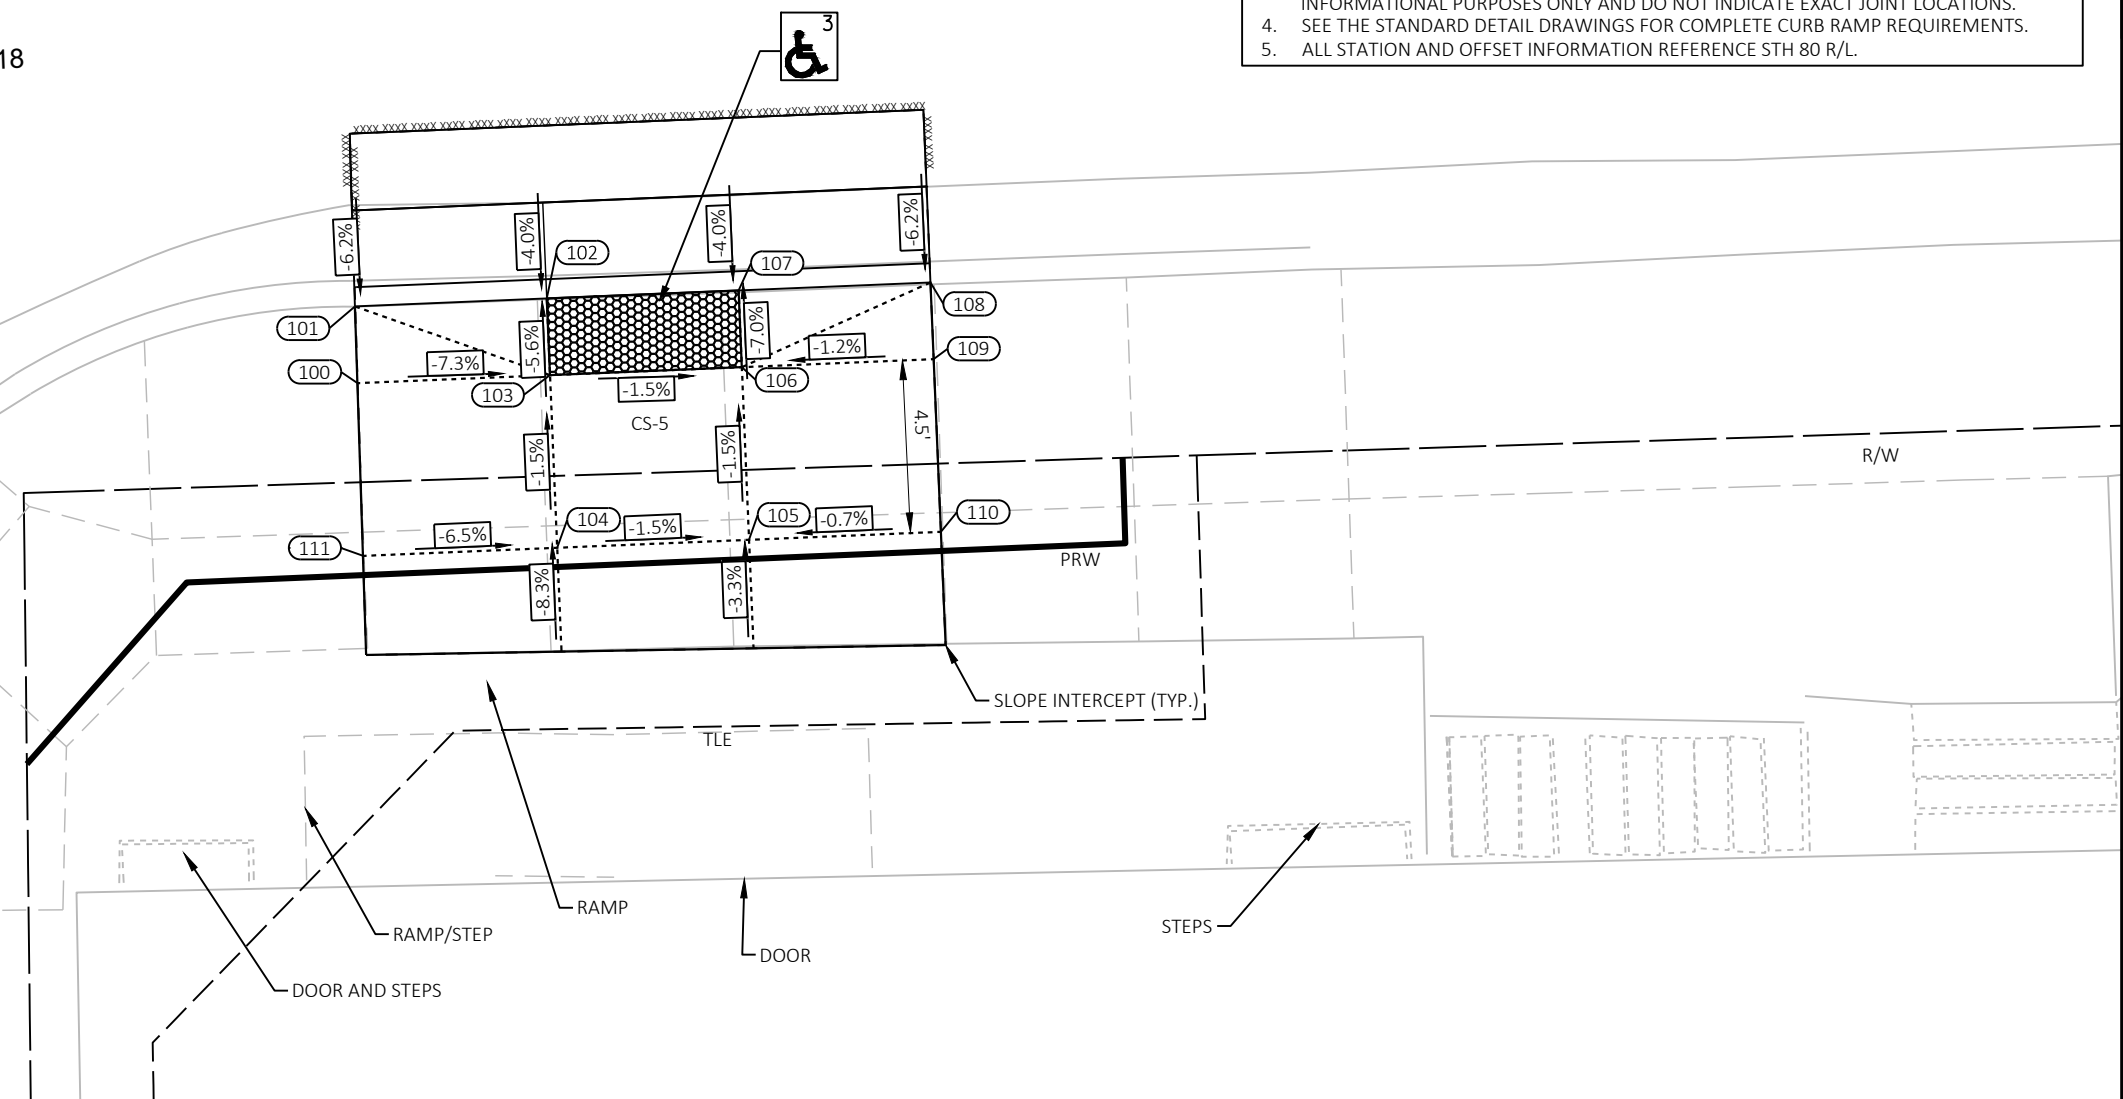 INFORMATIONAL PURPOSES ONLY AND DO NOT INDICATE EXACT JOINT LOCATIONS.
4. SEE THE STANDARD DETAIL DRAWINGS FOR COMPLETE CURB RAMP REQUIREMENTS.
5. ALL STATION AND OFFSET INFORMATION REFERENCE STH 80 R/L.
18
3
-6.2%
-4.0%
-4.0%
-6.2%
102
107
101
108
-5.6%
-7.0%
-7.3%
-1.2%
109
100
103
-1.5%
106
CS-5
4.5'
-1.5%
-1.5%
R/W
111
-6.5%
104
-1.5%
105
-0.7%
110
PRW
-8.3%
-3.3%
SLOPE INTERCEPT (TYP.)
TLE
RAMP
RAMP/STEP
STEPS
DOOR
DOOR AND STEPS